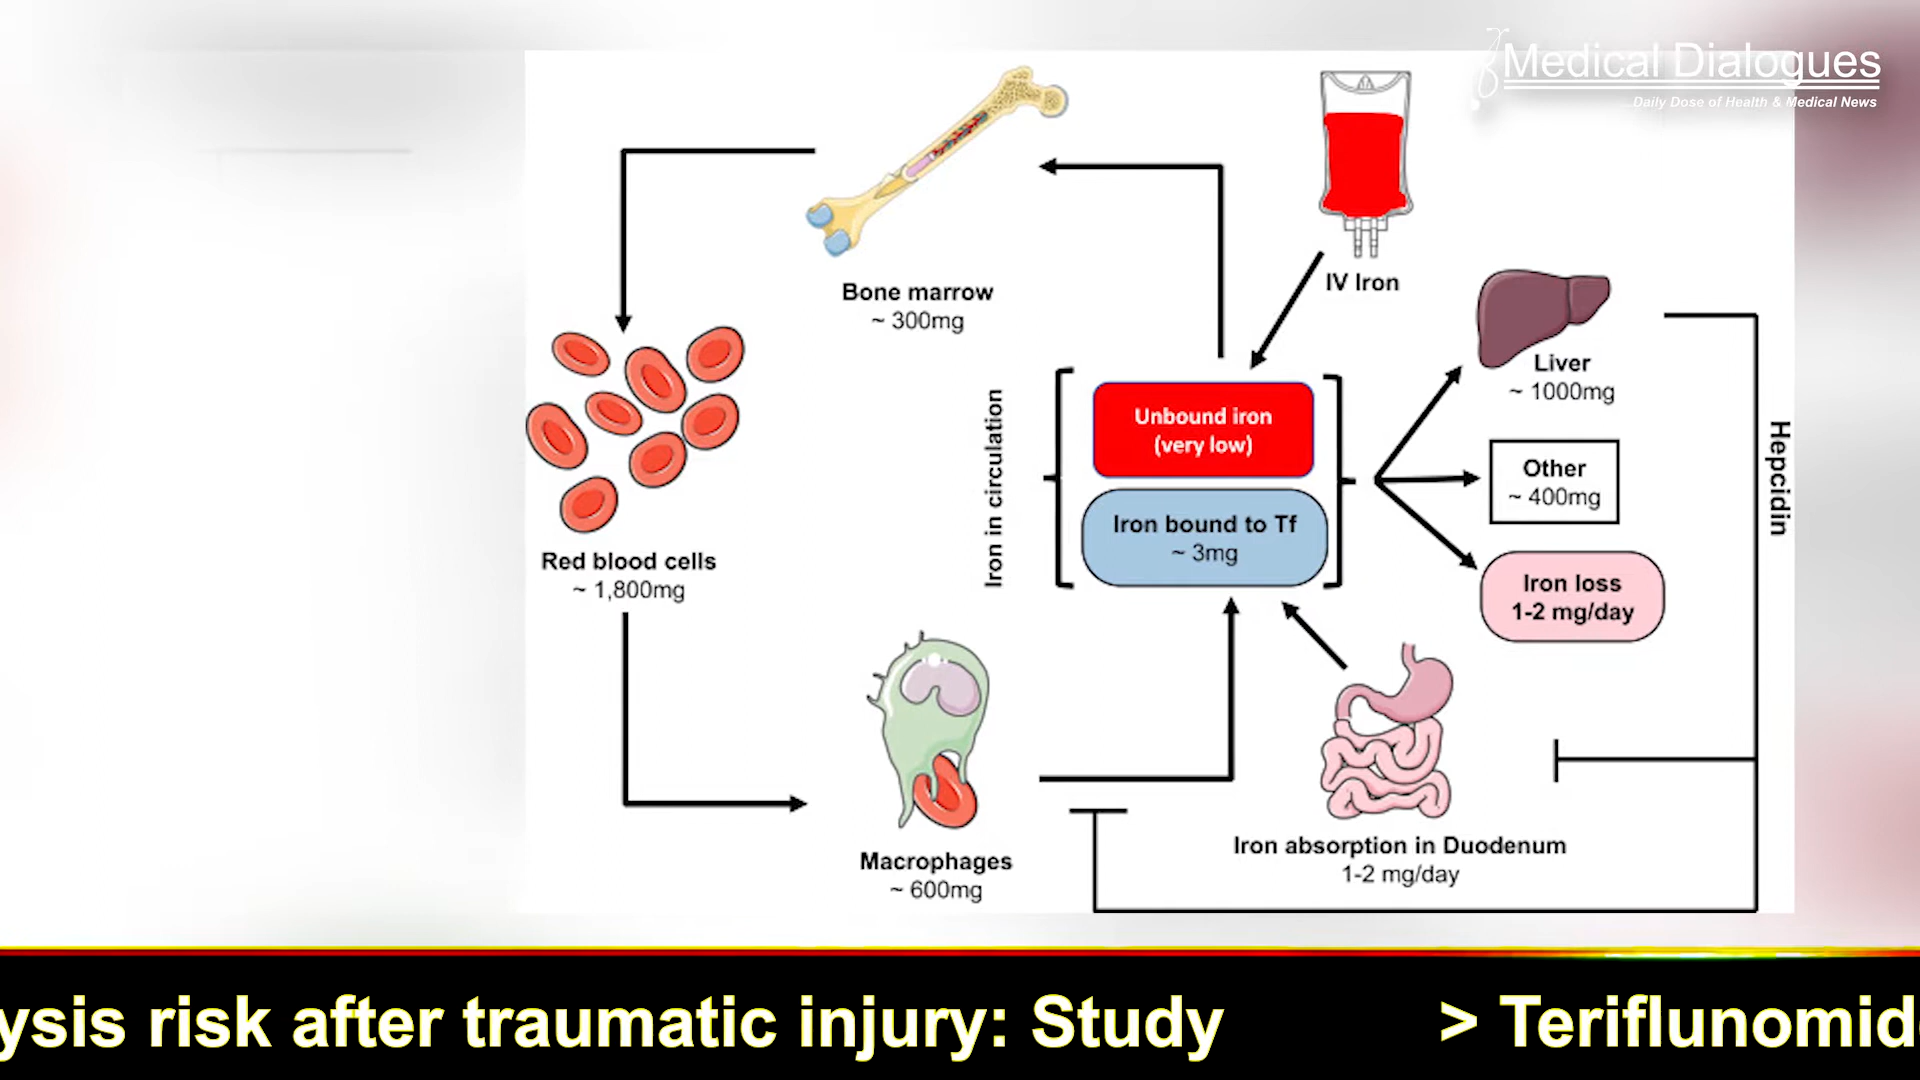 Medical Dialogues
Daily Dose of Health & Medical News
Bone marrow
~ 300mg
IV Iron
Liver
~ 1000mg
Unbound iron
(very low)
Iron in circulation
Iron bound to Tf
~ 3mg
Other
~ 400mg
Hepcidin
Iron loss
1-2 mg/day
Red blood cells
~ 1,800mg
Macrophages
~ 600mg
Iron absorption in Duodenum
1-2 mg/day
ysis risk after traumatic injury: Study > Teriflunomid